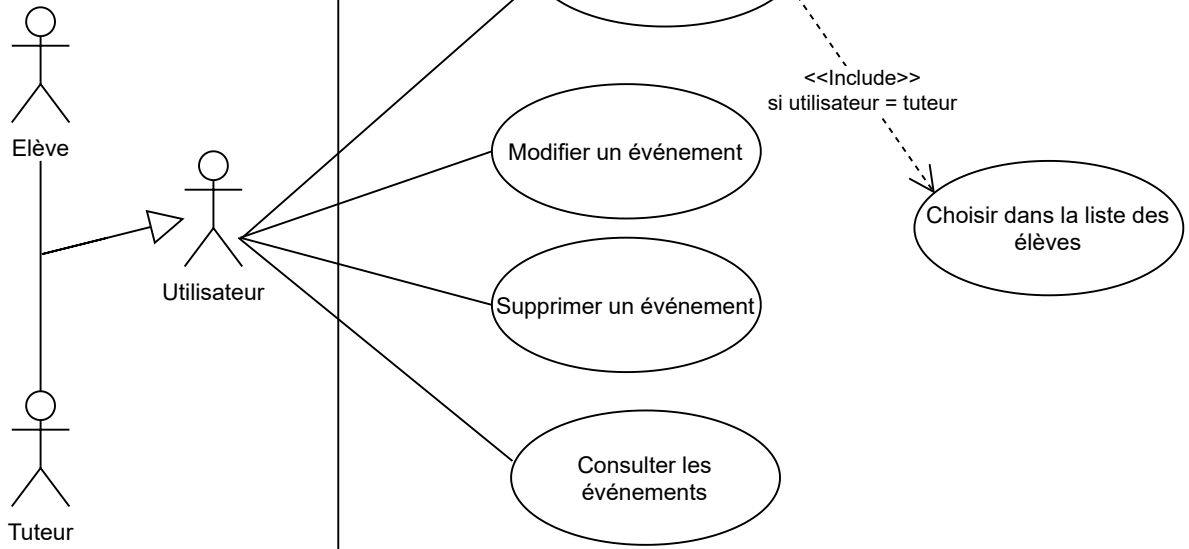 <<Include>>
si utilisateur = tuteur
Elève
Modifier un événement
Choisir dans la liste des
élèves
Utilisateur
Supprimer un événement
Consulter les
événements
Tuteur